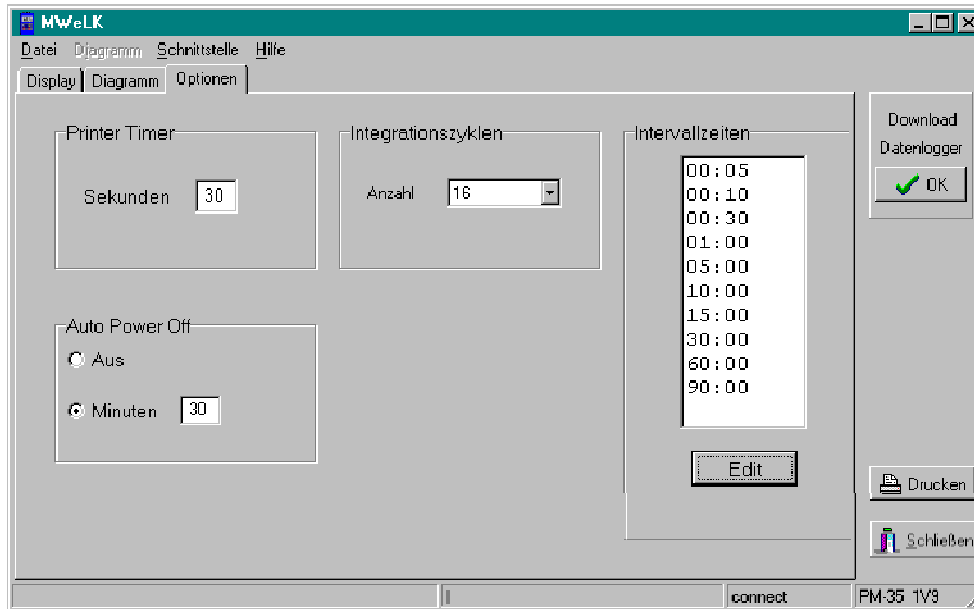 MWeLK
Datei Diagramm Schnittstelle Hilfe
Display Diagramm Optionen
Printer Timer
Sekunden 30
Integrationszyklen
Anzahl 16
Intervallzeiten
00:05
00:10
00:30
01:00
05:00
10:00
15:00
30:00
60:00
90:00
Edit
Auto Power Off
Aus
Minuten 30
Download
Datenlogger
OK
Drucken
Schließen
connect PM-35 1V9